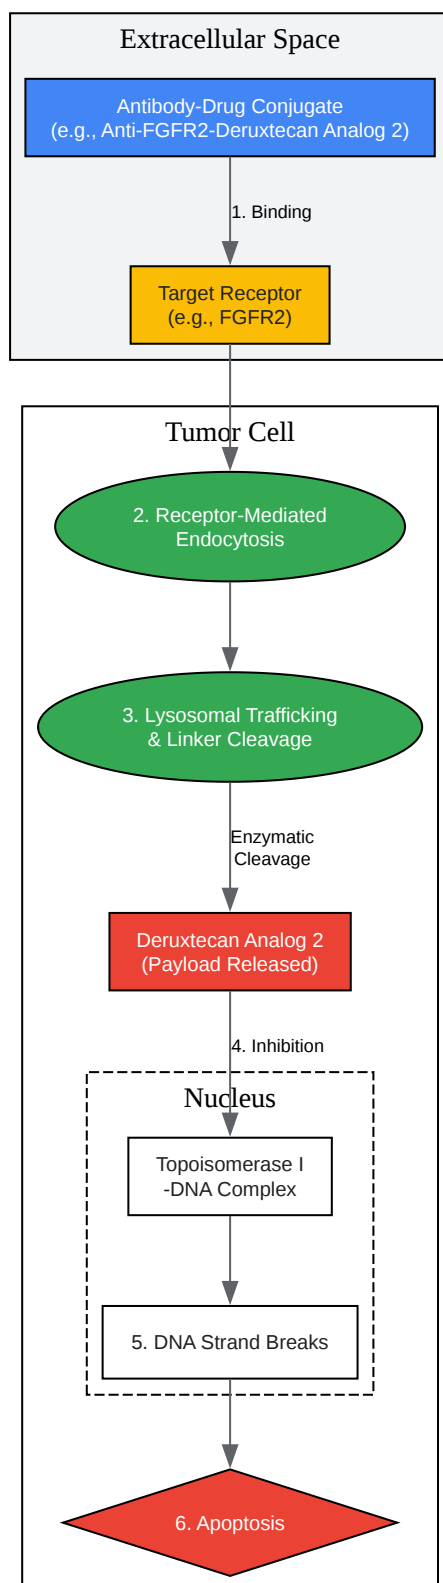 Extracellular Space
Antibody-Drug Conjugate
(e.g., Anti-FGFR2-Deruxtecan Analog 2)
1. Binding
Target Receptor
(e.g., FGFR2)
Tumor Cell
2. Receptor-Mediated
Endocytosis
3. Lysosomal Trafficking
& Linker Cleavage
Enzymatic
Cleavage
Deruxtecan Analog 2
(Payload Released)
4. Inhibition
Nucleus
Topoisomerase I
-DNA Complex
5. DNA Strand Breaks
6. Apoptosis